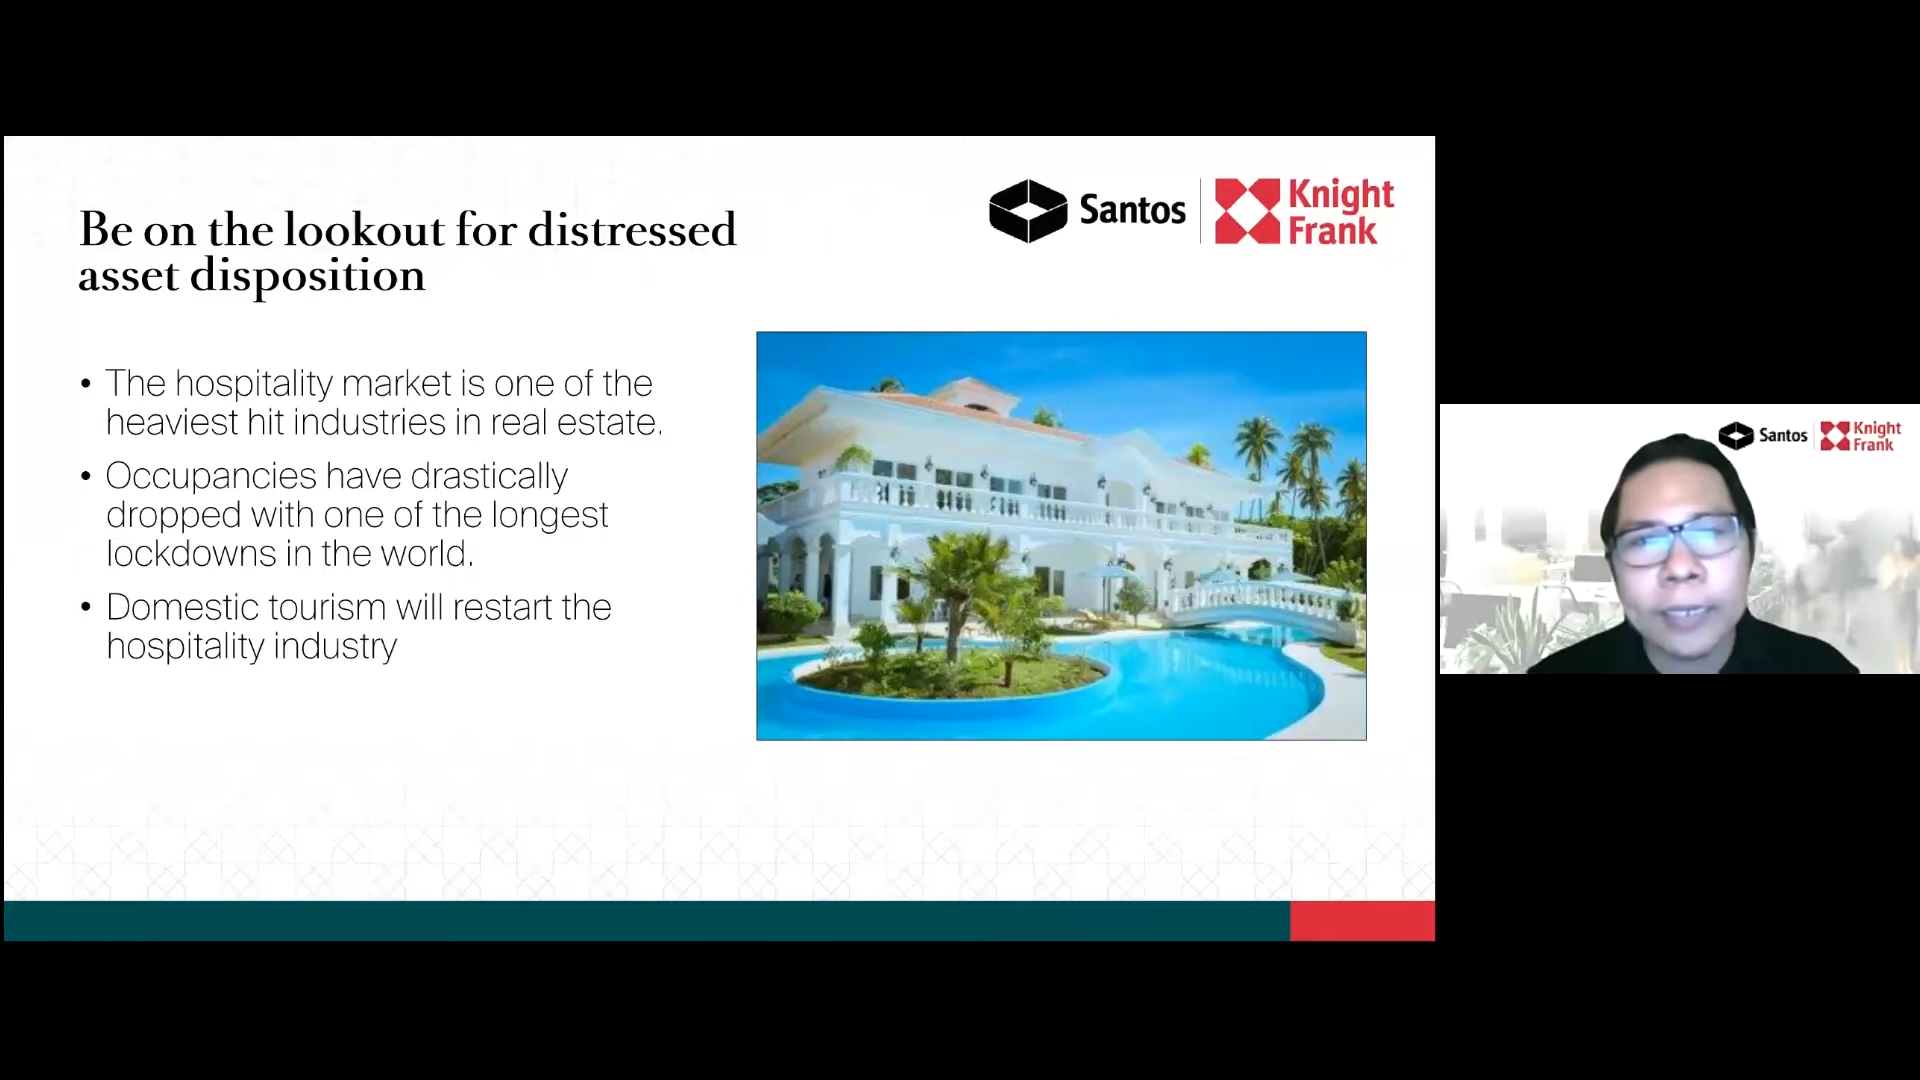 Be on the lookout for distressed
asset disposition
Santos
Knight
Frank
• The hospitality market is one of the
heaviest hit industries in real estate.
• Occupancies have drastically
dropped with one of the longest
lockdowns in the world.
• Domestic tourism will restart the
hospitality industry
Santos
Knight
Frank